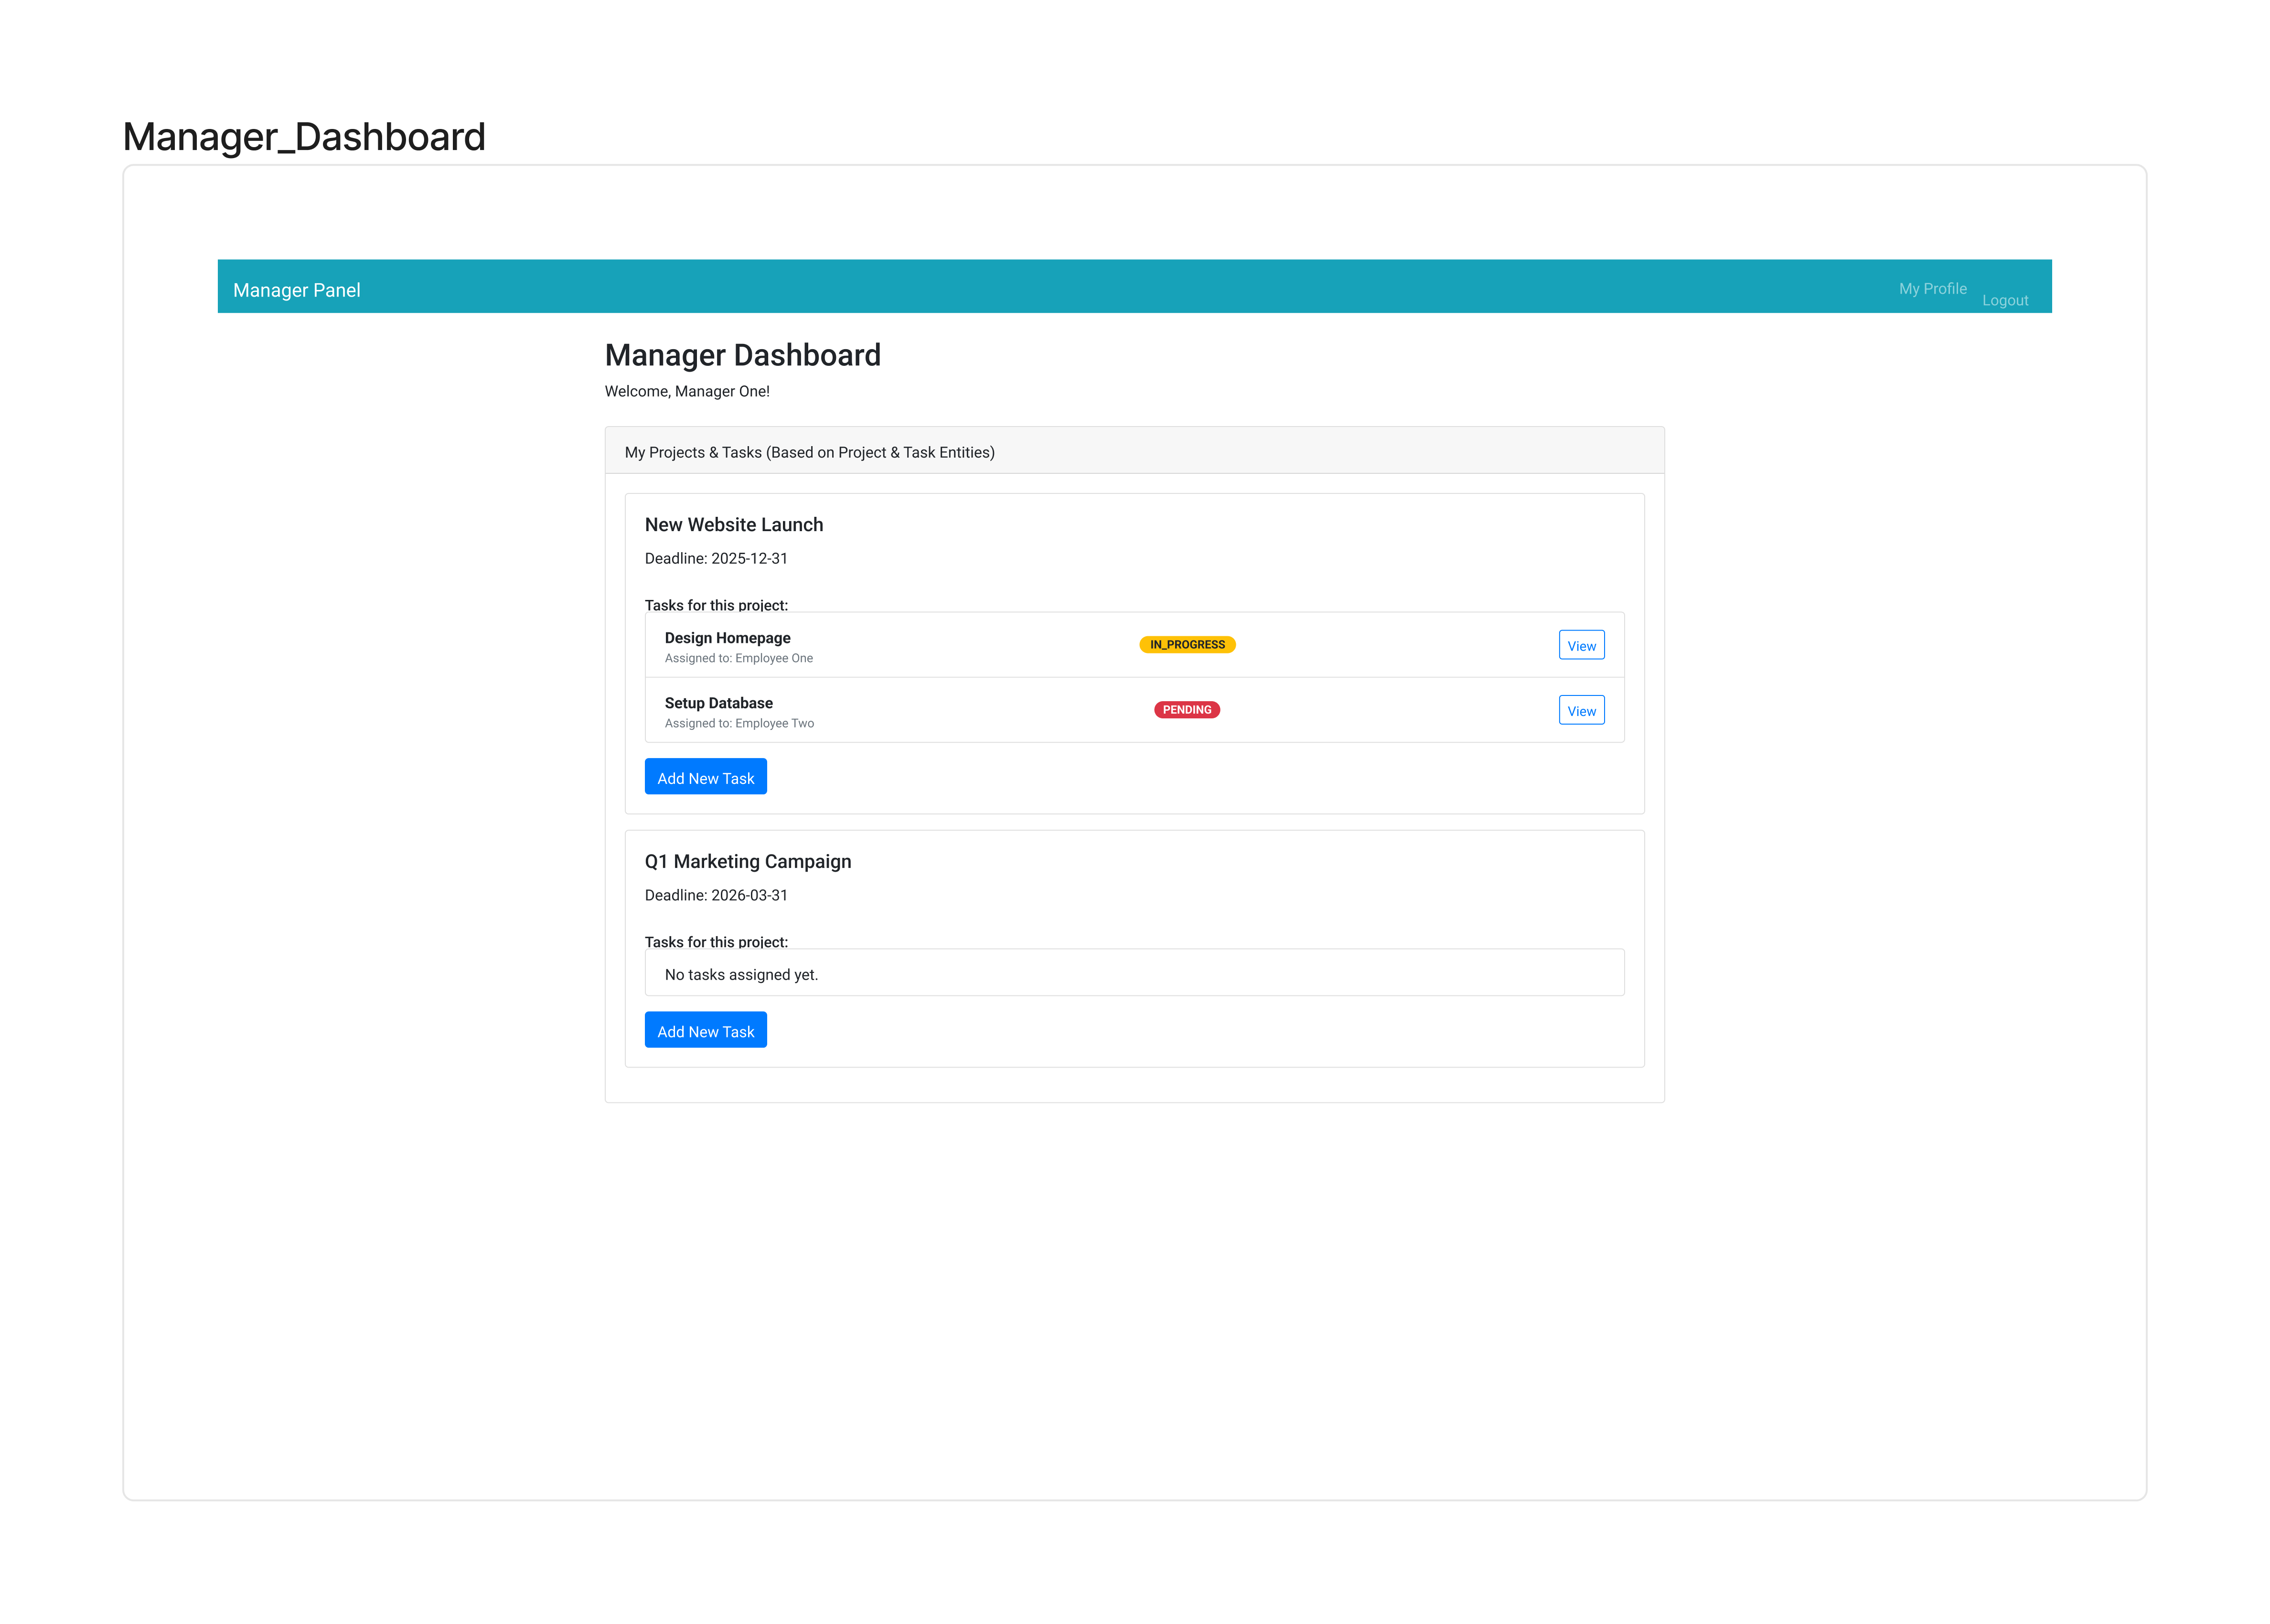 Manager_Dashboard
Manager Panel
My Profile
Logout
Manager Dashboard
Welcome, Manager One!
My Projects & Tasks (Based on Project & Task Entities)
New Website Launch
Deadline: 2025-12-31
Tasks for this project:
Design Homepage
Assigned to: Employee One
IN_PROGRESS
View
Setup Database
Assigned to: Employee Two
PENDING
View
Add New Task
Q1 Marketing Campaign
Deadline: 2026-03-31
Tasks for this project:
No tasks assigned yet.
Add New Task